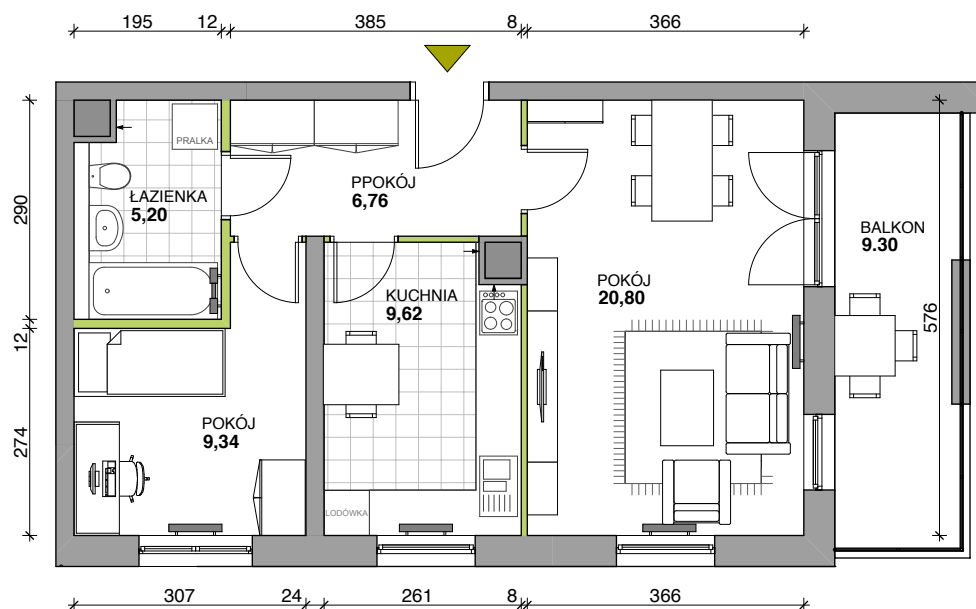 195 12 385 8 366
PRALKA
ŁAZIENKA
5,20
PPOKÓJ
6,76
290
BALKON
9.30
POKÓJ
20,80
KUCHNIA
9,62
576
12
POKÓJ
9,34
274
LODÓWKA
307 24 261 8 366